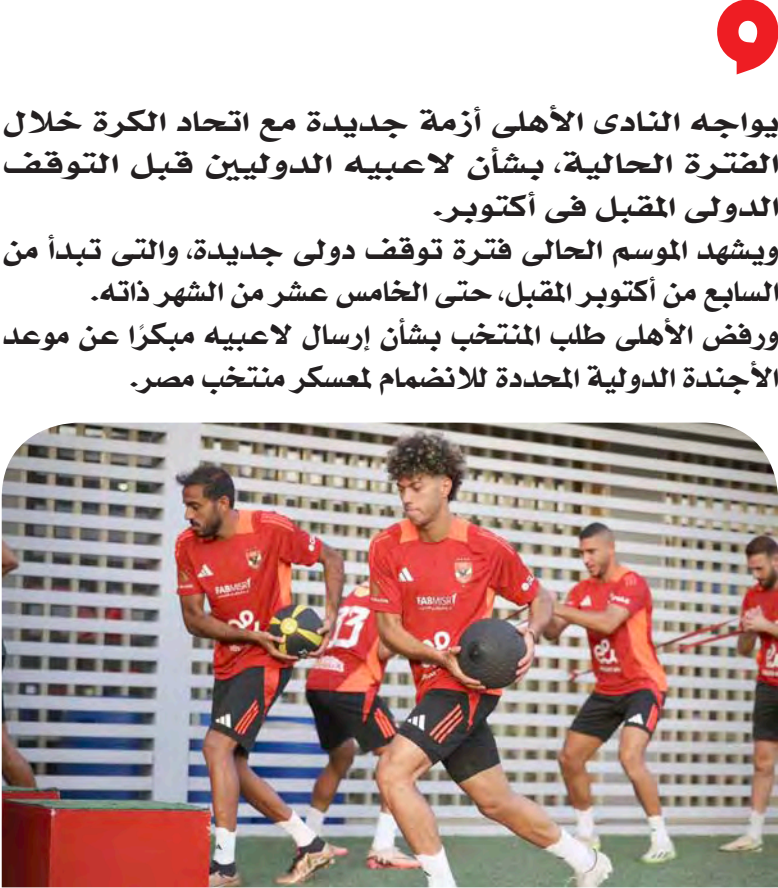 يواجه النادى الأهلى أزمة جديدة مع اتحاد الكرة خلال
الفترة الحالية، بشأن لاعبيه الدوليين قبل التوقف
الدولى المقبل فى أكتوبر.
ويشهد الموسم الحالى فترة توقف دولى جديدة، والتى تبدأ من
السابع من أكتوبر المقبل، حتى الخامس عشر من الشهر ذاته.
ورفض الأهلى طلب المنتخب بشأن إرسال لاعبيه مبكرًا عن موعد
الأجندة الدولية المحددة للانضمام لمعسكر منتخب مصر.
FABMISR
FABMISR
13